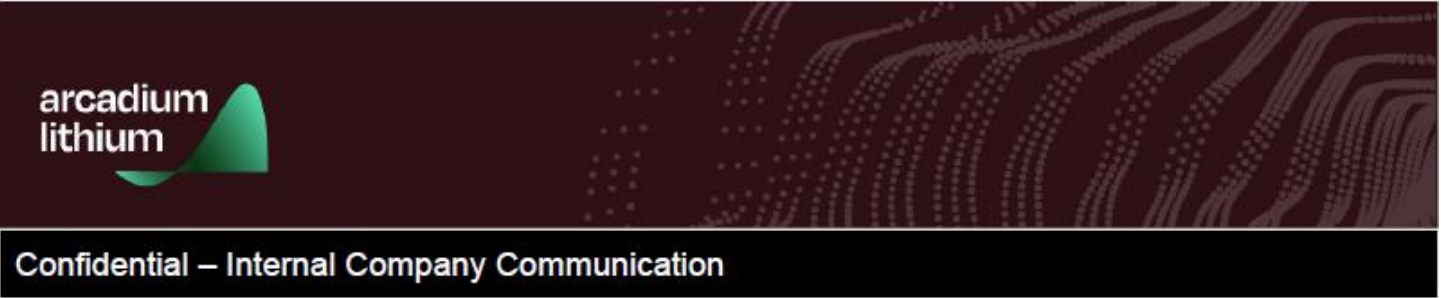 arcadium
lithium
Confidential – Internal Company Communication